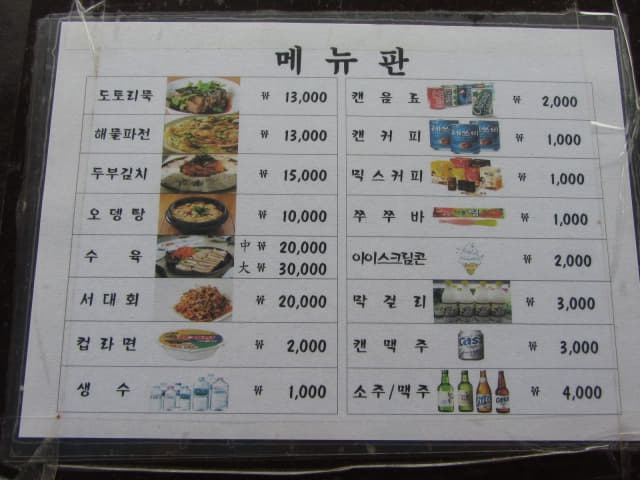 메뉴판
도토리묵 ₩ 13,000
해물파전 ₩ 13,000
두부김치 ₩ 15,000
오뎅탕 ₩ 10,000
수육 中 ₩ 20,000
大 ₩ 30,000
서대회 ₩ 20,000
컵라면 ₩ 2,000
생수 ₩ 1,000
캔음료 ₩ 2,000
캔커피 ₩ 1,000
믹스커피 ₩ 1,000
쭈쭈바 ₩ 1,000
아이스크림콘 ₩ 2,000
막걸리 ₩ 3,000
캔맥주 ₩ 3,000
Cass
소주/맥주 ₩ 4,000